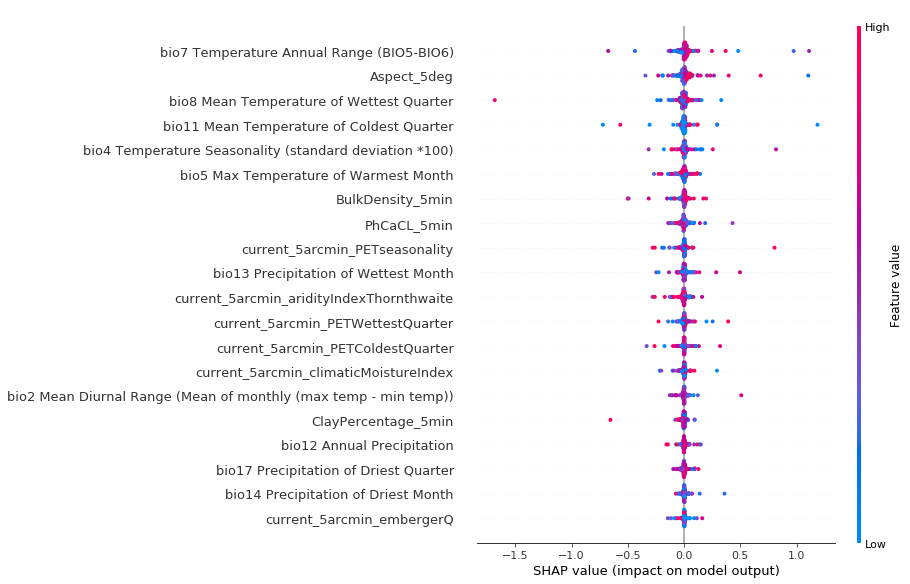 High
bio7 Temperature Annual Range (BIO5-BIO6)
Aspect_5deg
bio8 Mean Temperature of Wettest Quarter
bio11 Mean Temperature of Coldest Quarter
bio4 Temperature Seasonality (standard deviation *100)
bio5 Max Temperature of Warmest Month
BulkDensity_5min
PhCaCL_5min
current_5arcmin_PETseasonality
bio13 Precipitation of Wettest Month
current_5arcmin_aridityIndexThornthwaite
current_5arcmin_PETWettestQuarter
current_5arcmin_PETColdestQuarter
current_5arcmin_climaticMoistureIndex
bio2 Mean Diurnal Range (Mean of monthly (max temp - min temp))
ClayPercentage_5min
bio12 Annual Precipitation
bio17 Precipitation of Driest Quarter
bio14 Precipitation of Driest Month
current_5arcmin_embergerQ
Feature value
Low
−1.5 −1.0 −0.5 0.0 0.5 1.0
SHAP value (impact on model output)